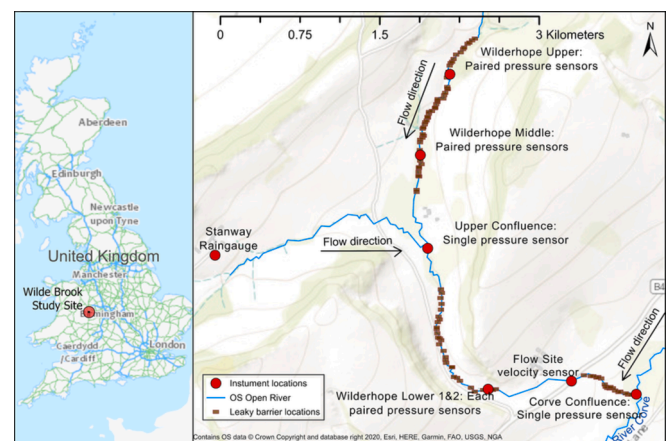 Aberdeen
Edinburgh
Newcastle
upon Tyne
United Kingdom
Manchester
Wilde Brook
Study Site
Birmingham
Caerdydd
/Cardiff
London
0 0.75 1.5 3 Kilometers
N
Wilderhope Upper:
Paired pressure sensors
Flow direction
Wilderhope Middle:
Paired pressure sensors
Stanway
Raingauge
Flow direction
Upper Confluence:
Single pressure sensor
B4
Flow direction
Flow Site
velocity sensor
Wilderhope Lower 1&2: Each
paired pressure sensors
Corve Confluence:
Single pressure sensor
River Corve
Instument locations
OS Open River
Leaky barrier locations
Contains OS data © Crown Copyright and database right 2020, Esri, HERE, Garmin, FAO, USGS, NGA